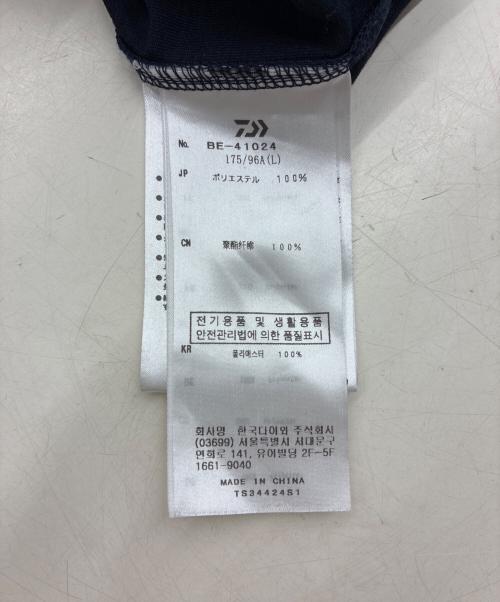 No. BE-41024
175/96A(L)
JP ポリエステル 100%
CN 聚酯纤维 100%
전기용품 및 생활용품
안전관리법에 의한 품질표시
KR 폴리에스터 100%
회사명 한국다이와 주식회사
(03699) 서울특별시 서대문구
연희로 141, 유어빌딩 2F-5F
1661-9040
MADE IN CHINA
TS34424S1